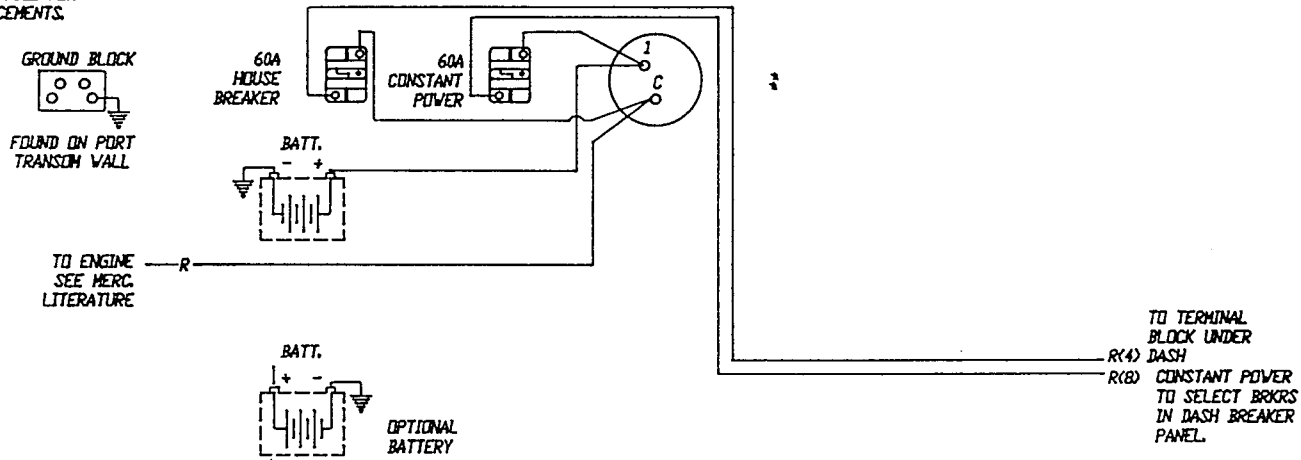 CEMENTS.
GROUND BLOCK
FOUND ON PORT
TRANSOM WALL
60A
HOUSE
BREAKER
60A
CONSTANT
POWER
1
C
BATT.
- +
TO ENGINE
SEE MERC.
LITERATURE
R
BATT.
+ -
OPTIONAL
BATTERY
TO TERMINAL
BLOCK UNDER
R(4) DASH
R(8) CONSTANT POWER
TO SELECT BRKRS
IN DASH BREAKER
PANEL.